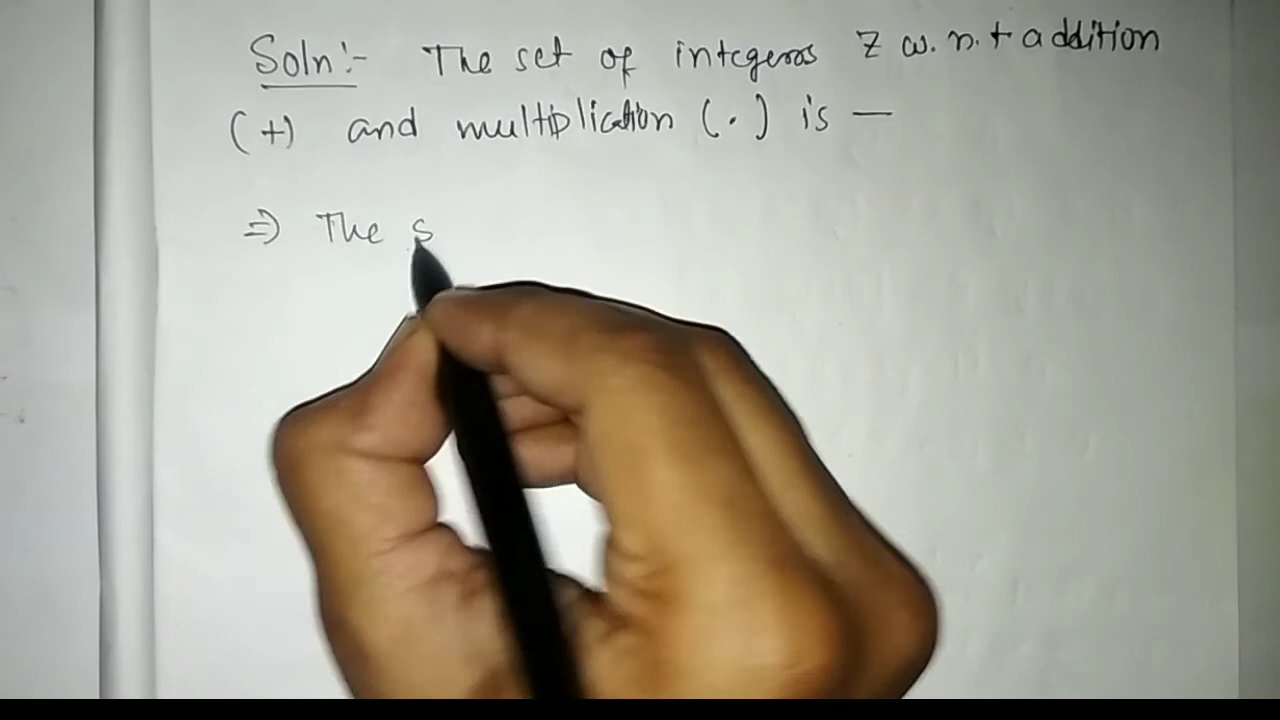 Soln :- The set of integers Z w.r.t addition
(+) and multiplication (·) is —
⇒ The s